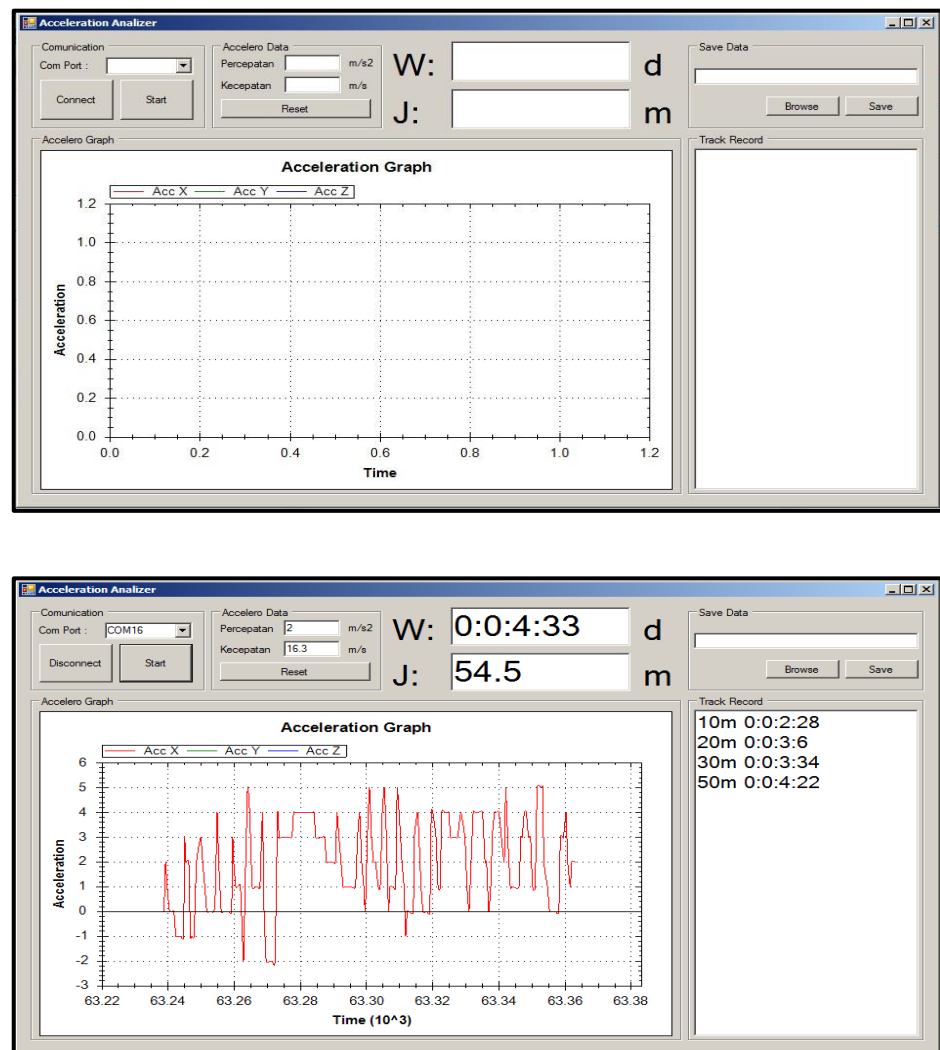 Acceleration Analizer
Comunication
Com Port :
Connect
Start
Accelero Data
Percepatan m/s2
Kecepatan m/s
Reset
W: d
J: m
Save Data
Browse
Save
Accelero Graph
Acceleration Graph
Acc X Acc Y Acc Z
1.2
1.0
0.8
0.6
0.4
0.2
0.0
Acceleration
0.0 0.2 0.4 0.6 0.8 1.0 1.2
Time
Track Record
Acceleration Analizer
Comunication
Com Port : COM16
Disconnect
Start
Accelero Data
Percepatan 2 m/s2
Kecepatan 16.3 m/s
Reset
W: 0:0:4:33 d
J: 54.5 m
Save Data
Browse
Save
Accelero Graph
Acceleration Graph
Acc X Acc Y Acc Z
6
5
4
3
2
1
0
-1
-2
-3
Acceleration
63.22 63.24 63.26 63.28 63.30 63.32 63.34 63.36 63.38
Time (10^3)
Track Record
10m 0:0:2:28
20m 0:0:3:6
30m 0:0:3:34
50m 0:0:4:22